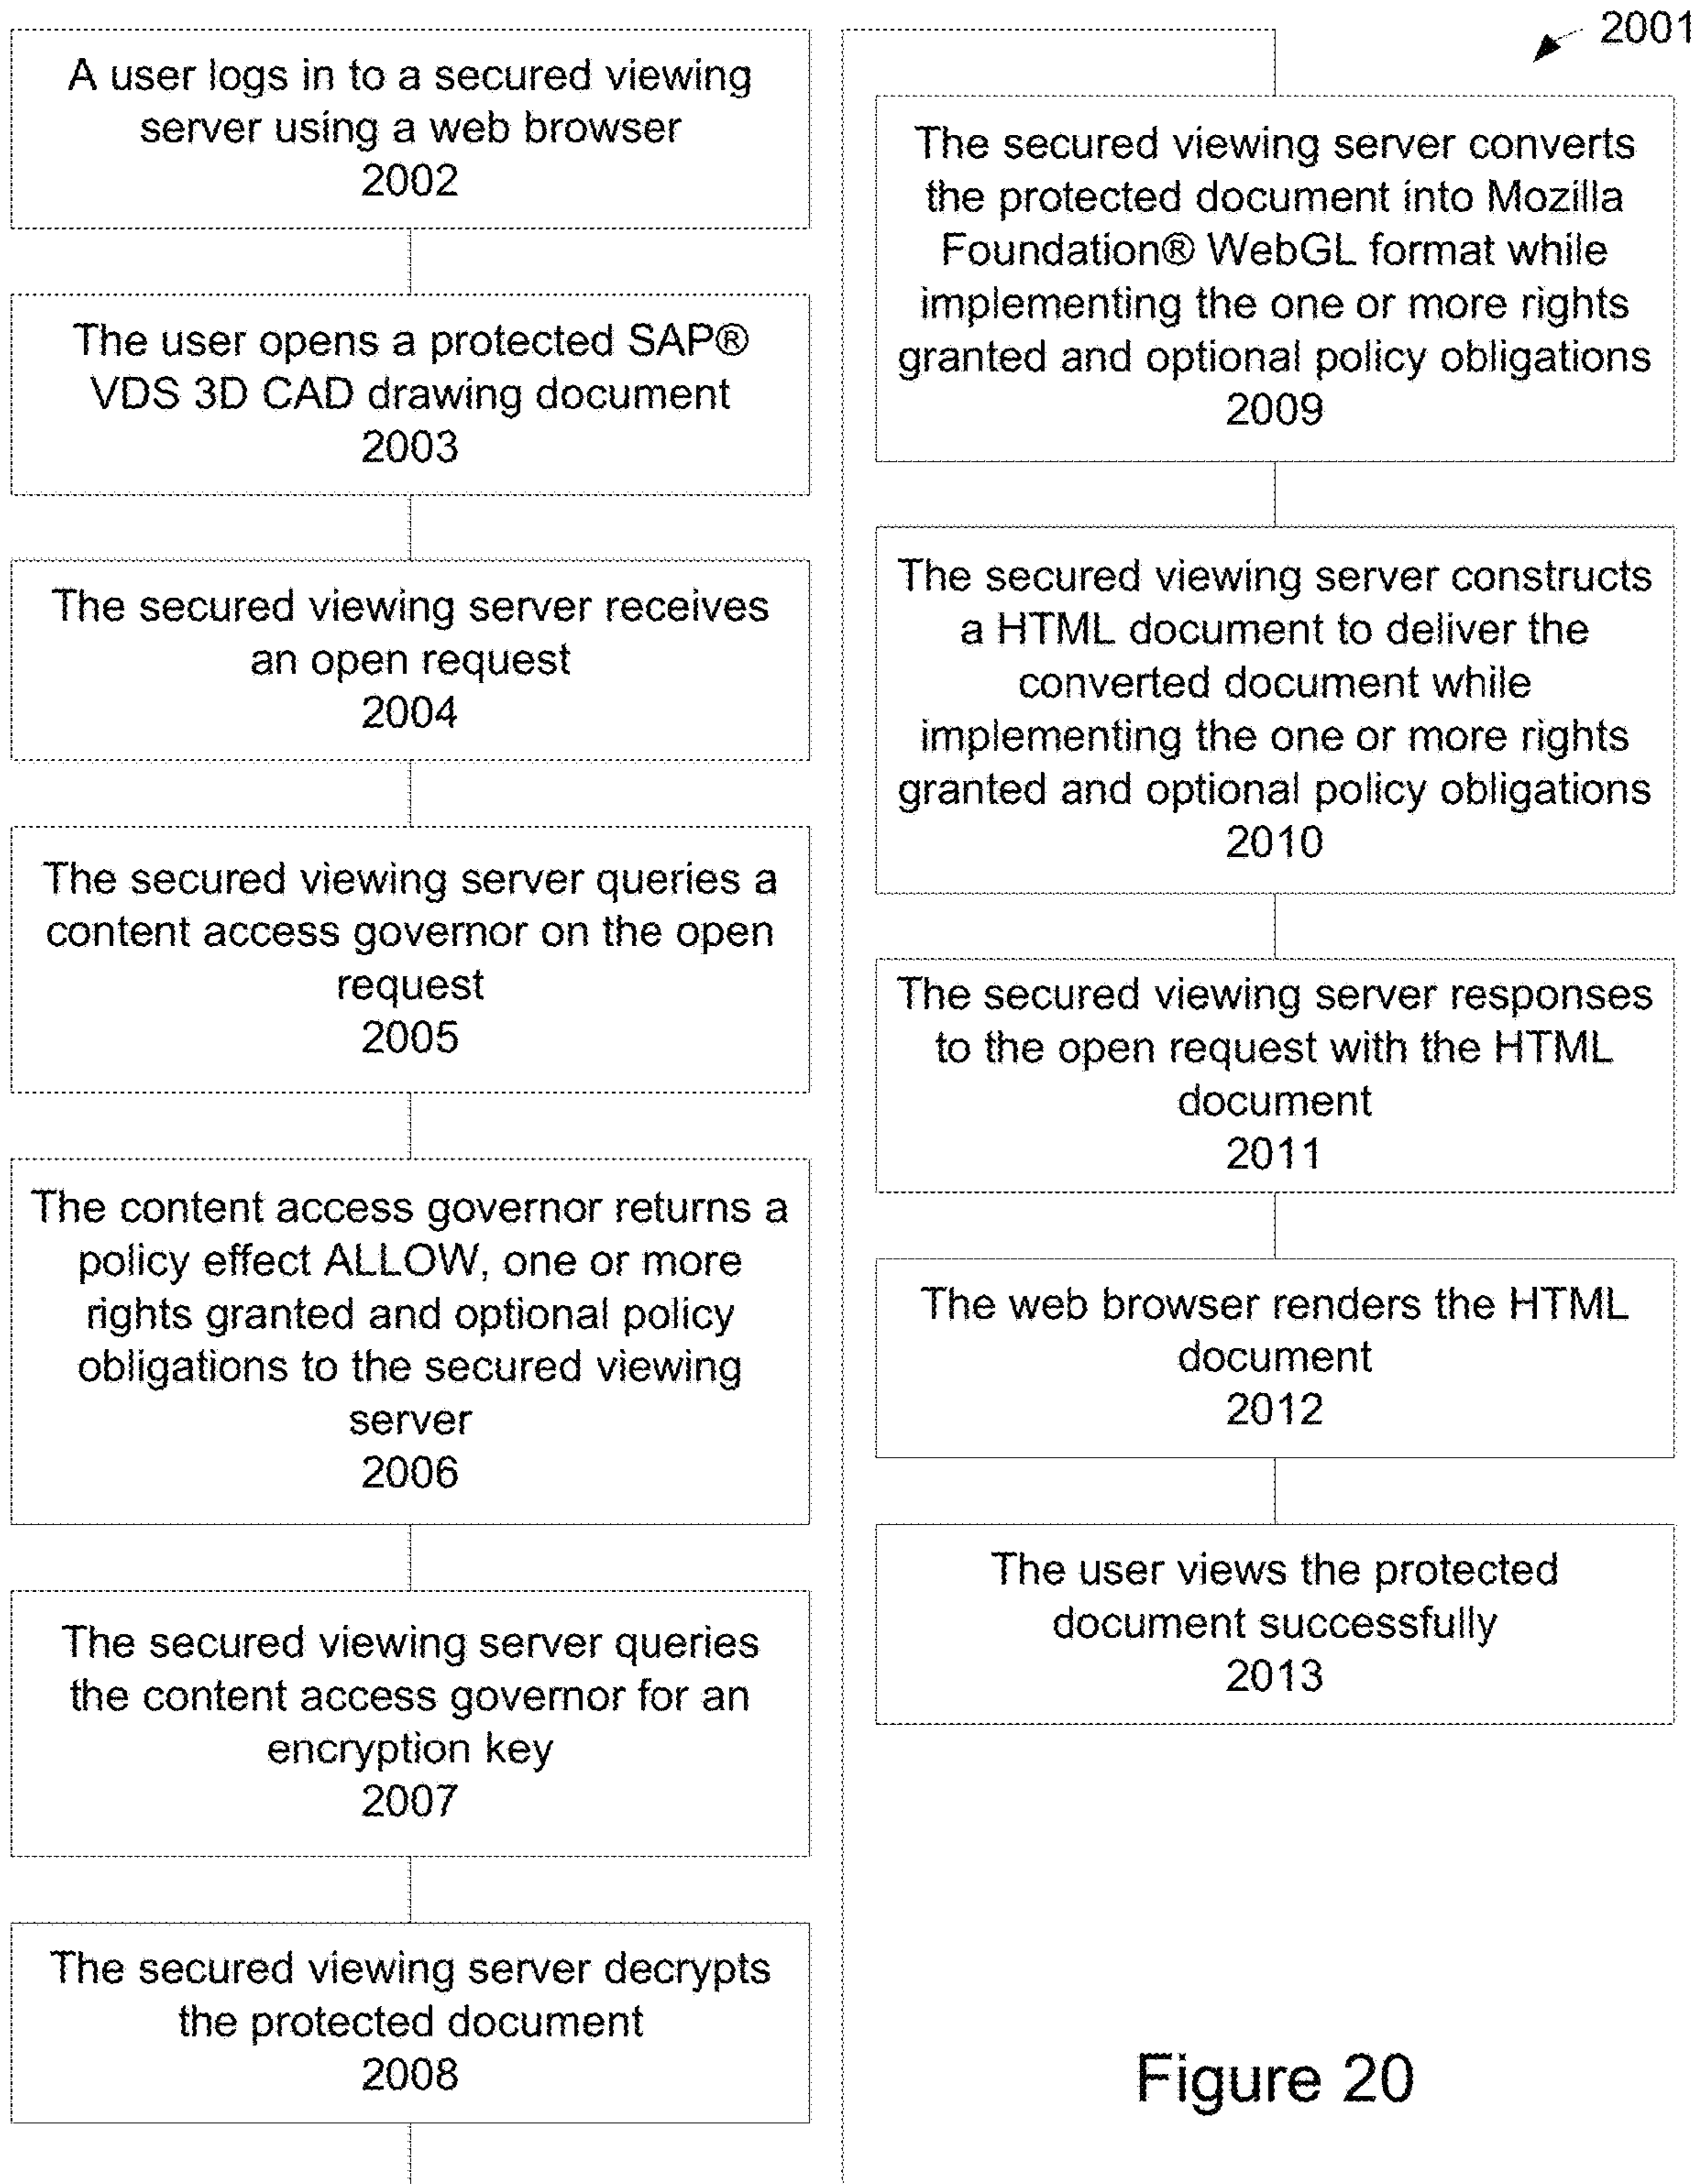 2001
A user logs in to a secured viewing
server using a web browser
2002
The user opens a protected SAP®
VDS 3D CAD drawing document
2003
The secured viewing server receives
an open request
2004
The secured viewing server queries a
content access governor on the open
request
2005
The content access governor returns a
policy effect ALLOW, one or more
rights granted and optional policy
obligations to the secured viewing
server
2006
The secured viewing server queries
the content access governor for an
encryption key
2007
The secured viewing server decrypts
the protected document
2008
The secured viewing server converts
the protected document into Mozilla
Foundation® WebGL format while
implementing the one or more rights
granted and optional policy obligations
2009
The secured viewing server constructs
a HTML document to deliver the
converted document while
implementing the one or more rights
granted and optional policy obligations
2010
The secured viewing server responses
to the open request with the HTML
document
2011
The web browser renders the HTML
document
2012
The user views the protected
document successfully
2013
Figure 20